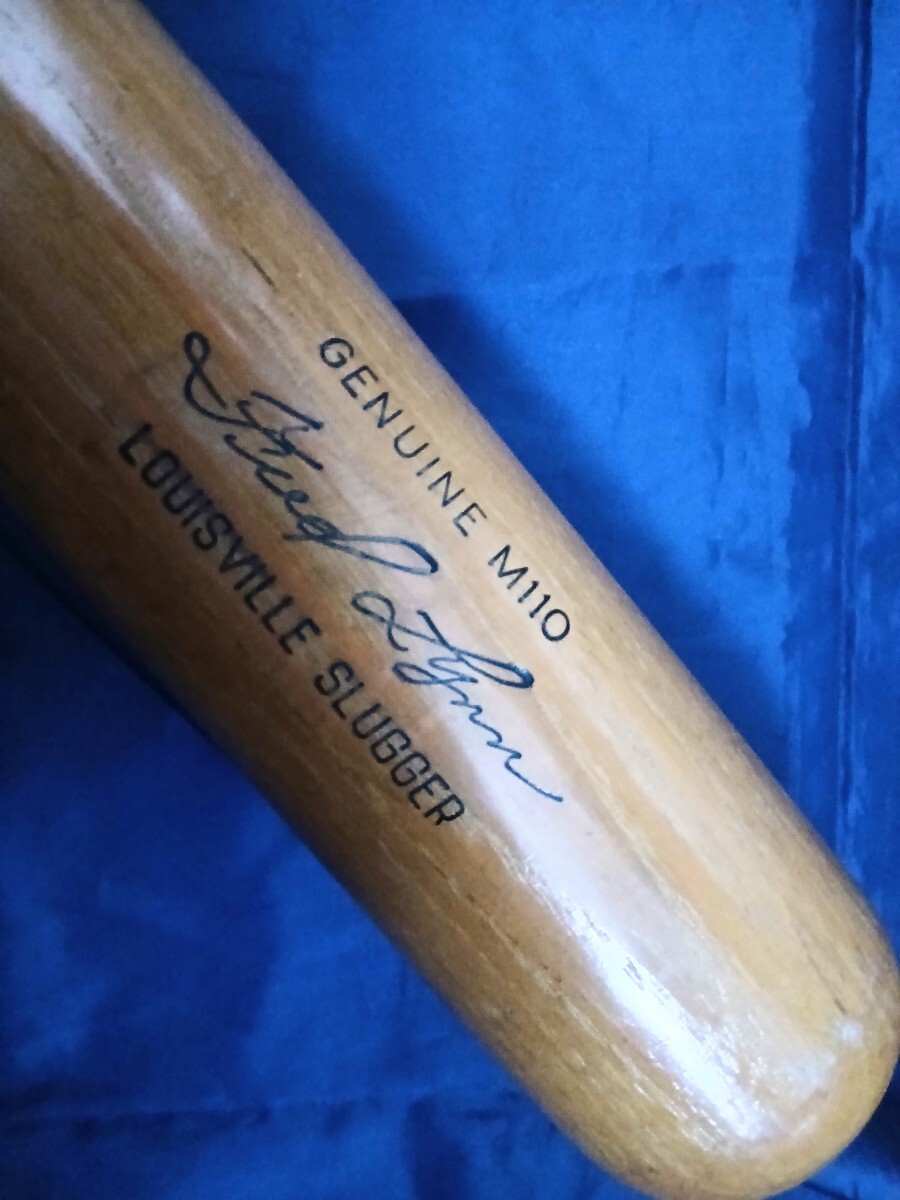 GENUINE M110
Fred Lynn
LOUISVILLE SLUGGER